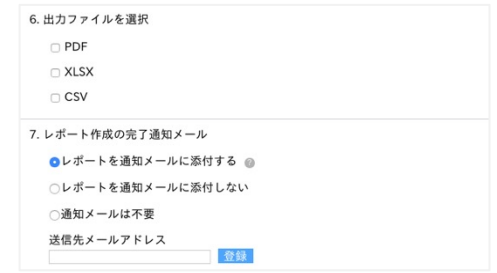 6. 出力ファイルを選択
PDF
XLSX
CSV
7. レポート作成の完了通知メール
レポートを通知メールに添付する ?
レポートを通知メールに添付しない
通知メールは不要
送信先メールアドレス
登録